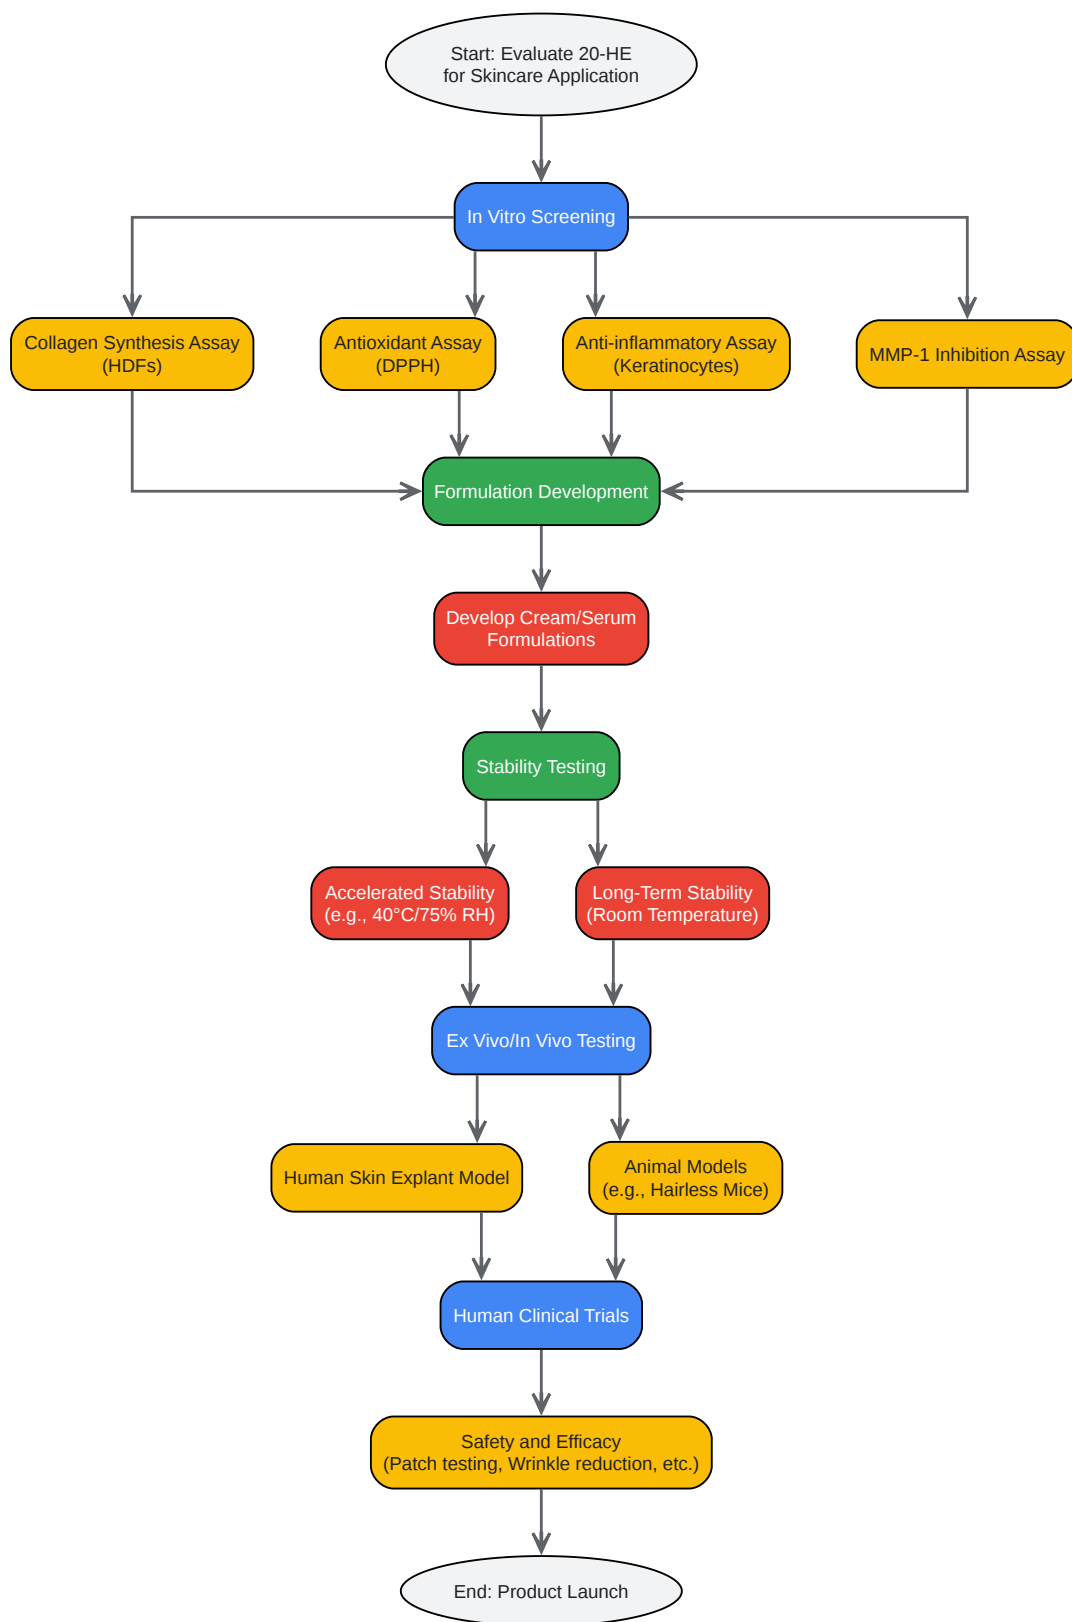 Start: Evaluate 20-HE
for Skincare Application
In Vitro Screening
Collagen Synthesis Assay
(HDFs)
Antioxidant Assay
(DPPH)
Anti-inflammatory Assay
(Keratinocytes)
MMP-1 Inhibition Assay
Formulation Development
Develop Cream/Serum
Formulations
Stability Testing
Accelerated Stability
(e.g., 40°C/75% RH)
Long-Term Stability
(Room Temperature)
Ex Vivo/In Vivo Testing
Human Skin Explant Model
Animal Models
(e.g., Hairless Mice)
Human Clinical Trials
Safety and Efficacy
(Patch testing, Wrinkle reduction, etc.)
End: Product Launch